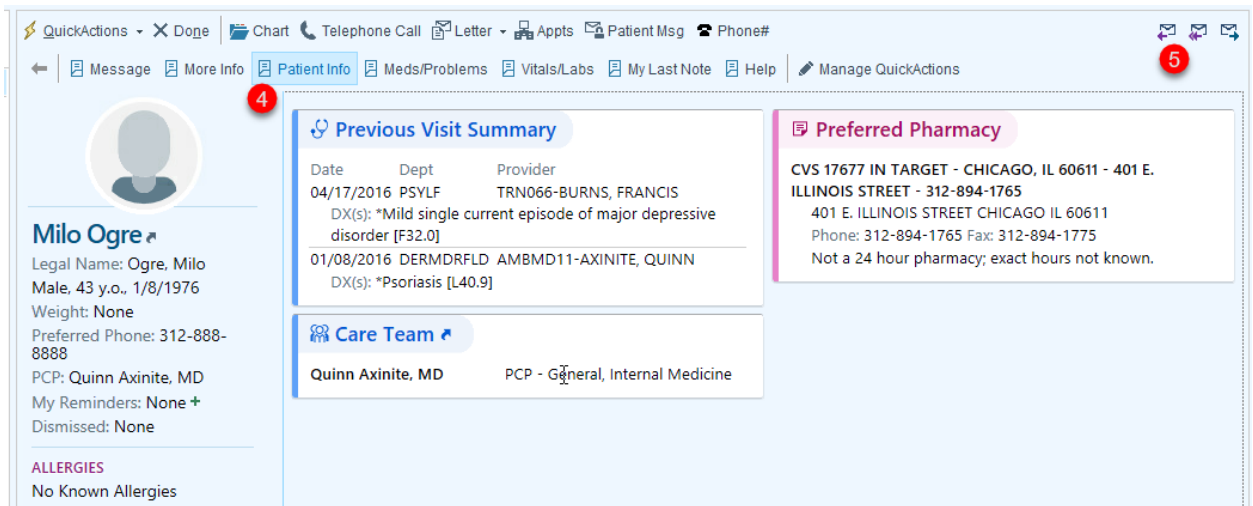 QuickActions Done Chart Telephone Call Letter Appts Patient Msg Phone#
5
Message More Info Patient Info Meds/Problems Vitals/Labs My Last Note Help Manage QuickActions
4
Milo Ogre
Legal Name: Ogre, Milo
Male, 43 y.o., 1/8/1976
Weight: None
Preferred Phone: 312-888-
8888
PCP: Quinn Axinite, MD
My Reminders: None +
Dismissed: None
ALLERGIES
No Known Allergies
Previous Visit Summary
Date Dept Provider
04/17/2016 PSYLF TRN066-BURNS, FRANCIS
DX(s): *Mild single current episode of major depressive
disorder [F32.0]
01/08/2016 DERMDRFLD AMBMD11-AXINITE, QUINN
DX(s): *Psoriasis [L40.9]
Care Team
Quinn Axinite, MD PCP - General, Internal Medicine
Preferred Pharmacy
CVS 17677 IN TARGET - CHICAGO, IL 60611 - 401 E.
ILLINOIS STREET - 312-894-1765
401 E. ILLINOIS STREET CHICAGO IL 60611
Phone: 312-894-1765 Fax: 312-894-1775
Not a 24 hour pharmacy; exact hours not known.